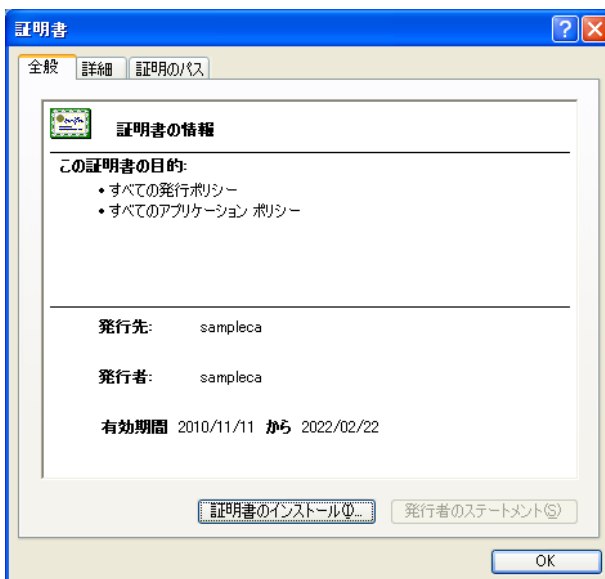 証明書
全般 詳細 証明のパス
証明書の情報
この証明書の目的:
• すべての発行ポリシー
• すべてのアプリケーション ポリシー
発行先: sampleca
発行者: sampleca
有効期間 2010/11/11 から 2022/02/22
証明書のインストール(I)... 発行者のステートメント(S)
OK